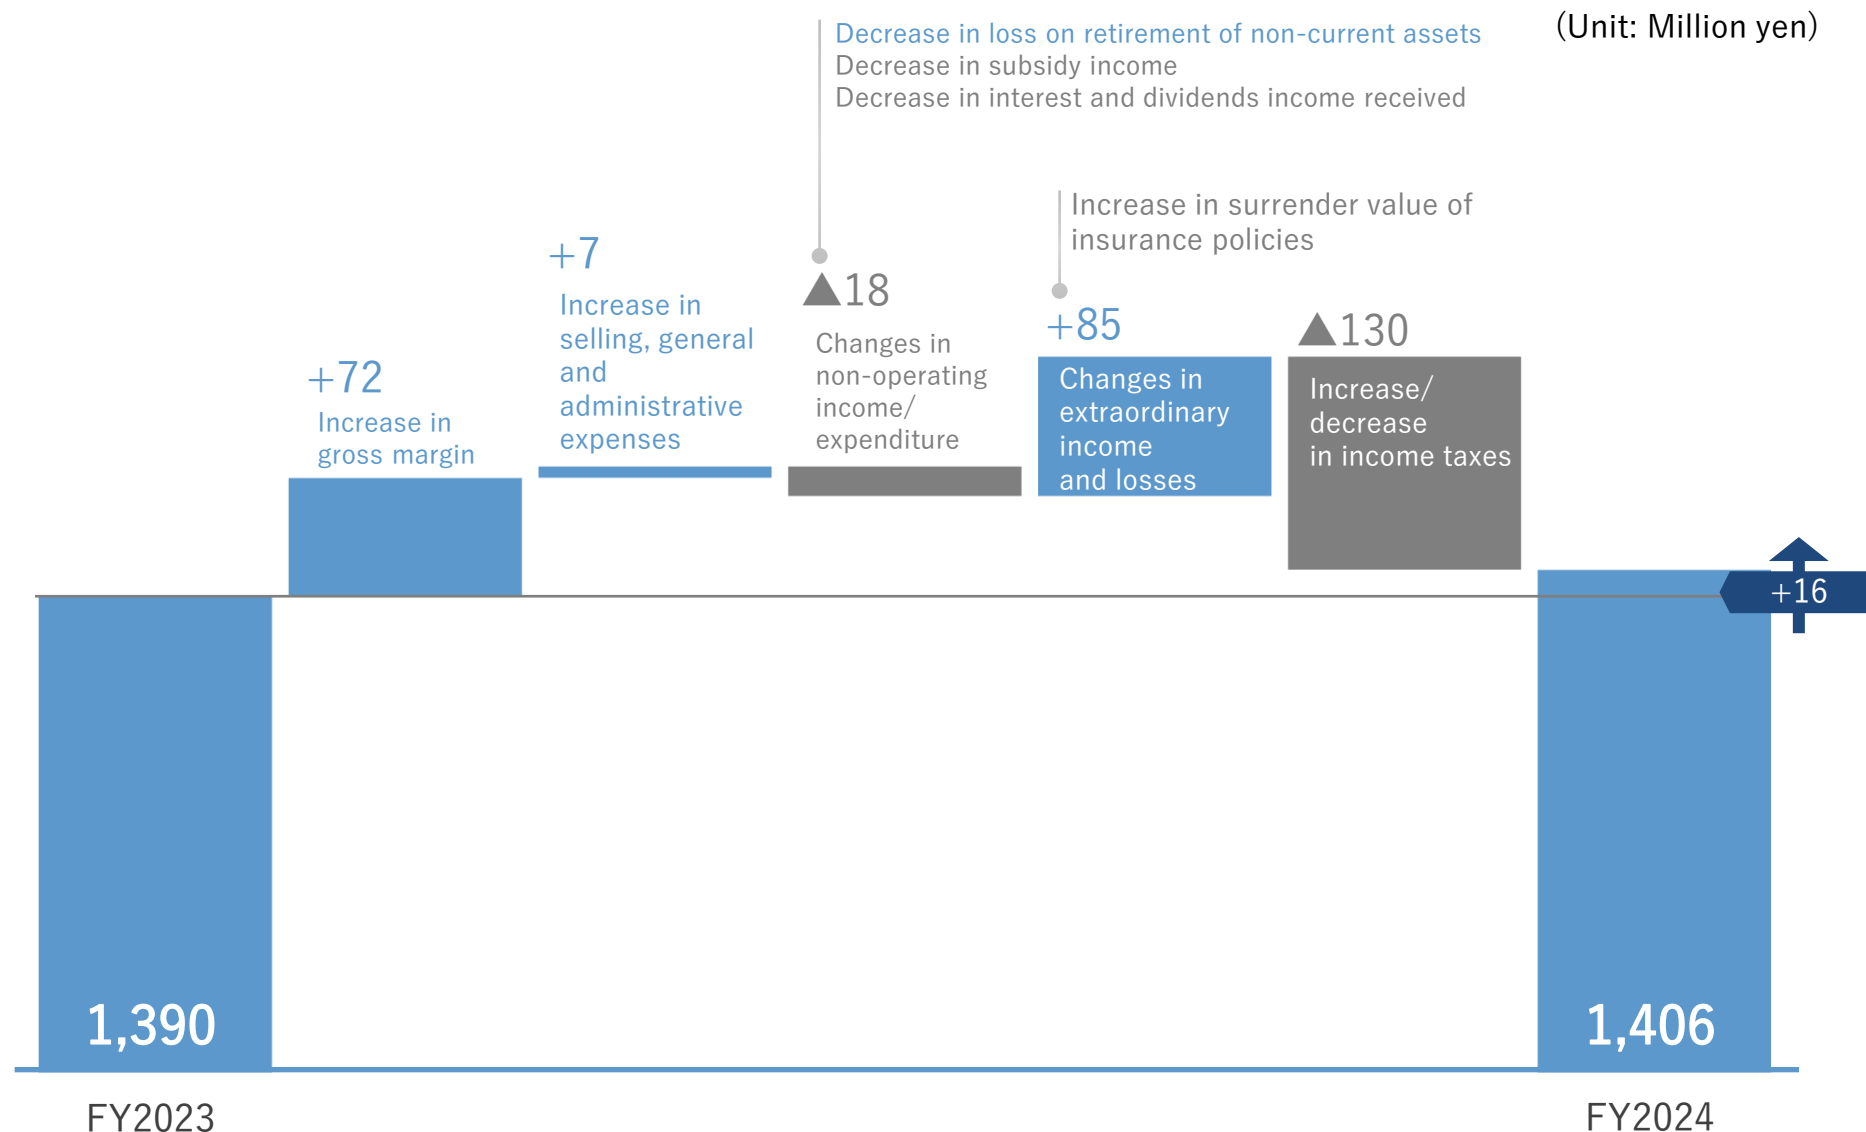 (Unit: Million yen)
Decrease in loss on retirement of non-current assets
Decrease in subsidy income
Decrease in interest and dividends income received
Increase in surrender value of
insurance policies
+72
Increase in
gross margin
+7
Increase in
selling, general
and
administrative
expenses
▲18
Changes in
non-operating
income/
expenditure
+85
Changes in
extraordinary
income
and losses
▲130
Increase/
decrease
in income taxes
+16
1,390
1,406
FY2023
FY2024